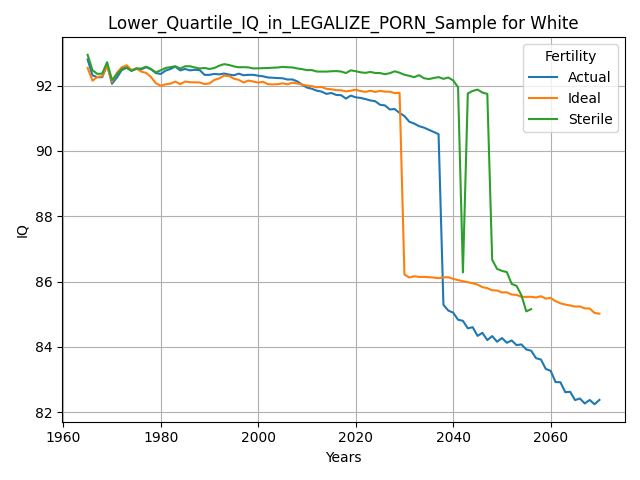 Lower_Quartile_IQ_in_LEGALIZE_PORN_Sample for White
Fertility
Actual
Ideal
Sterile
IQ
92
90
88
86
84
82
1960
1980
2000
2020
2040
2060
Years